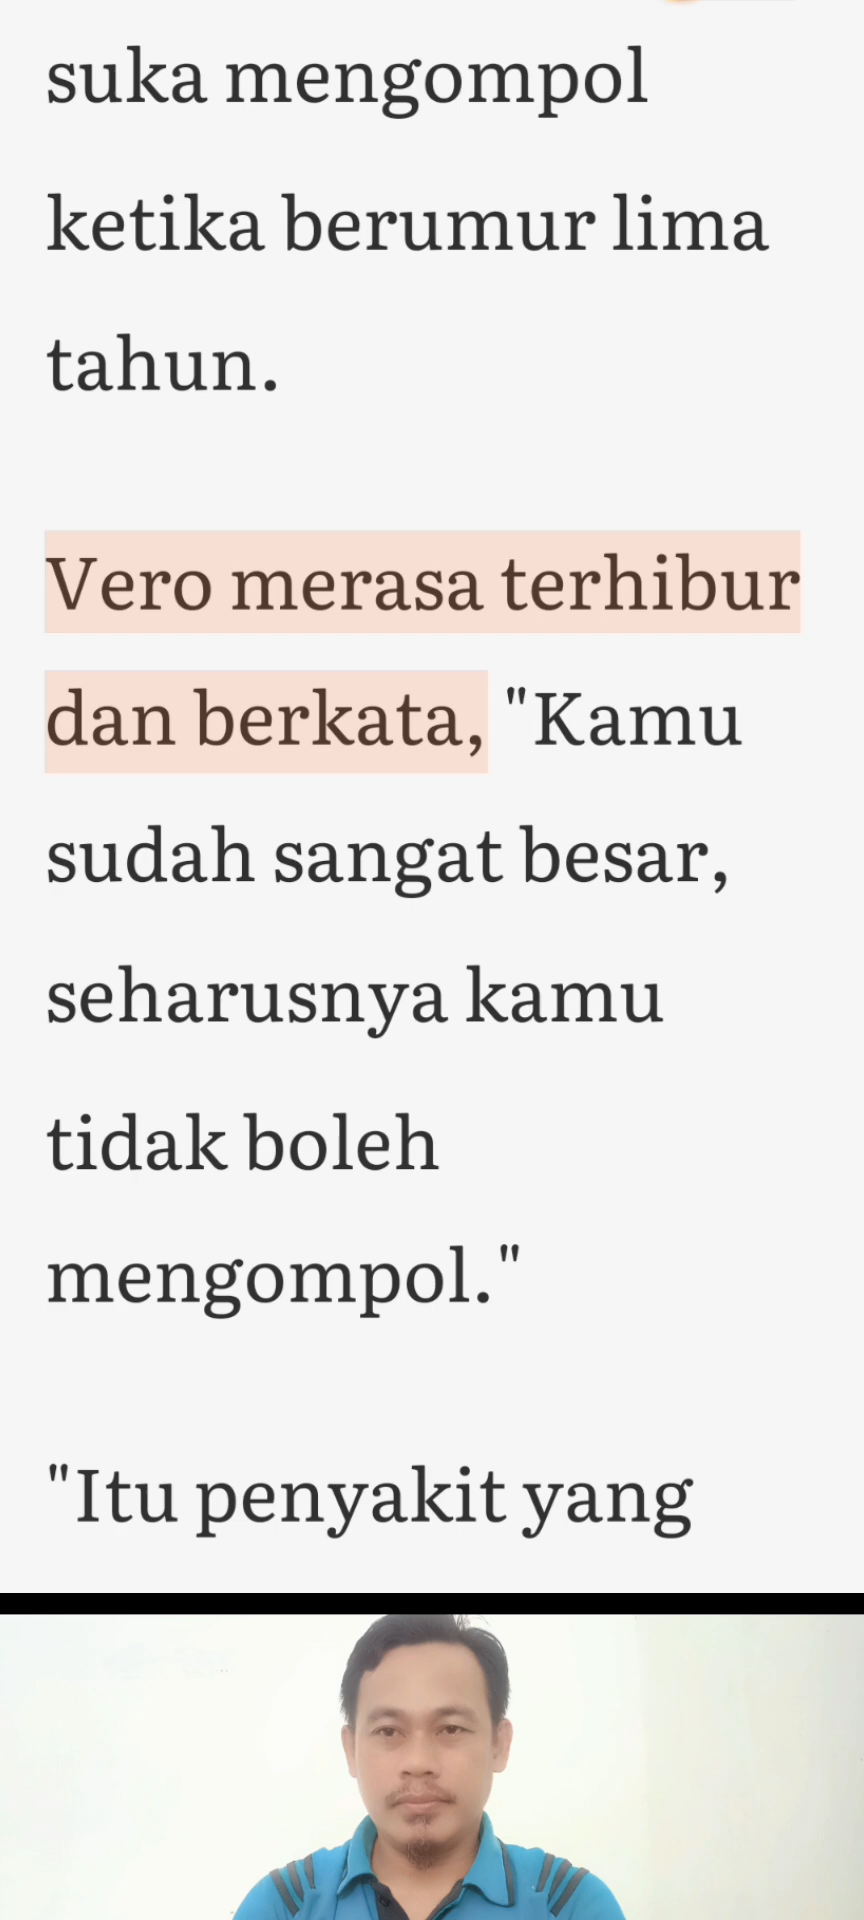 suka mengompol
ketika berumur lima
tahun.
Vero merasa terhibur
dan berkata, "Kamu
sudah sangat besar,
seharusnya kamu
tidak boleh
mengompol."
"Itu penyakit yang